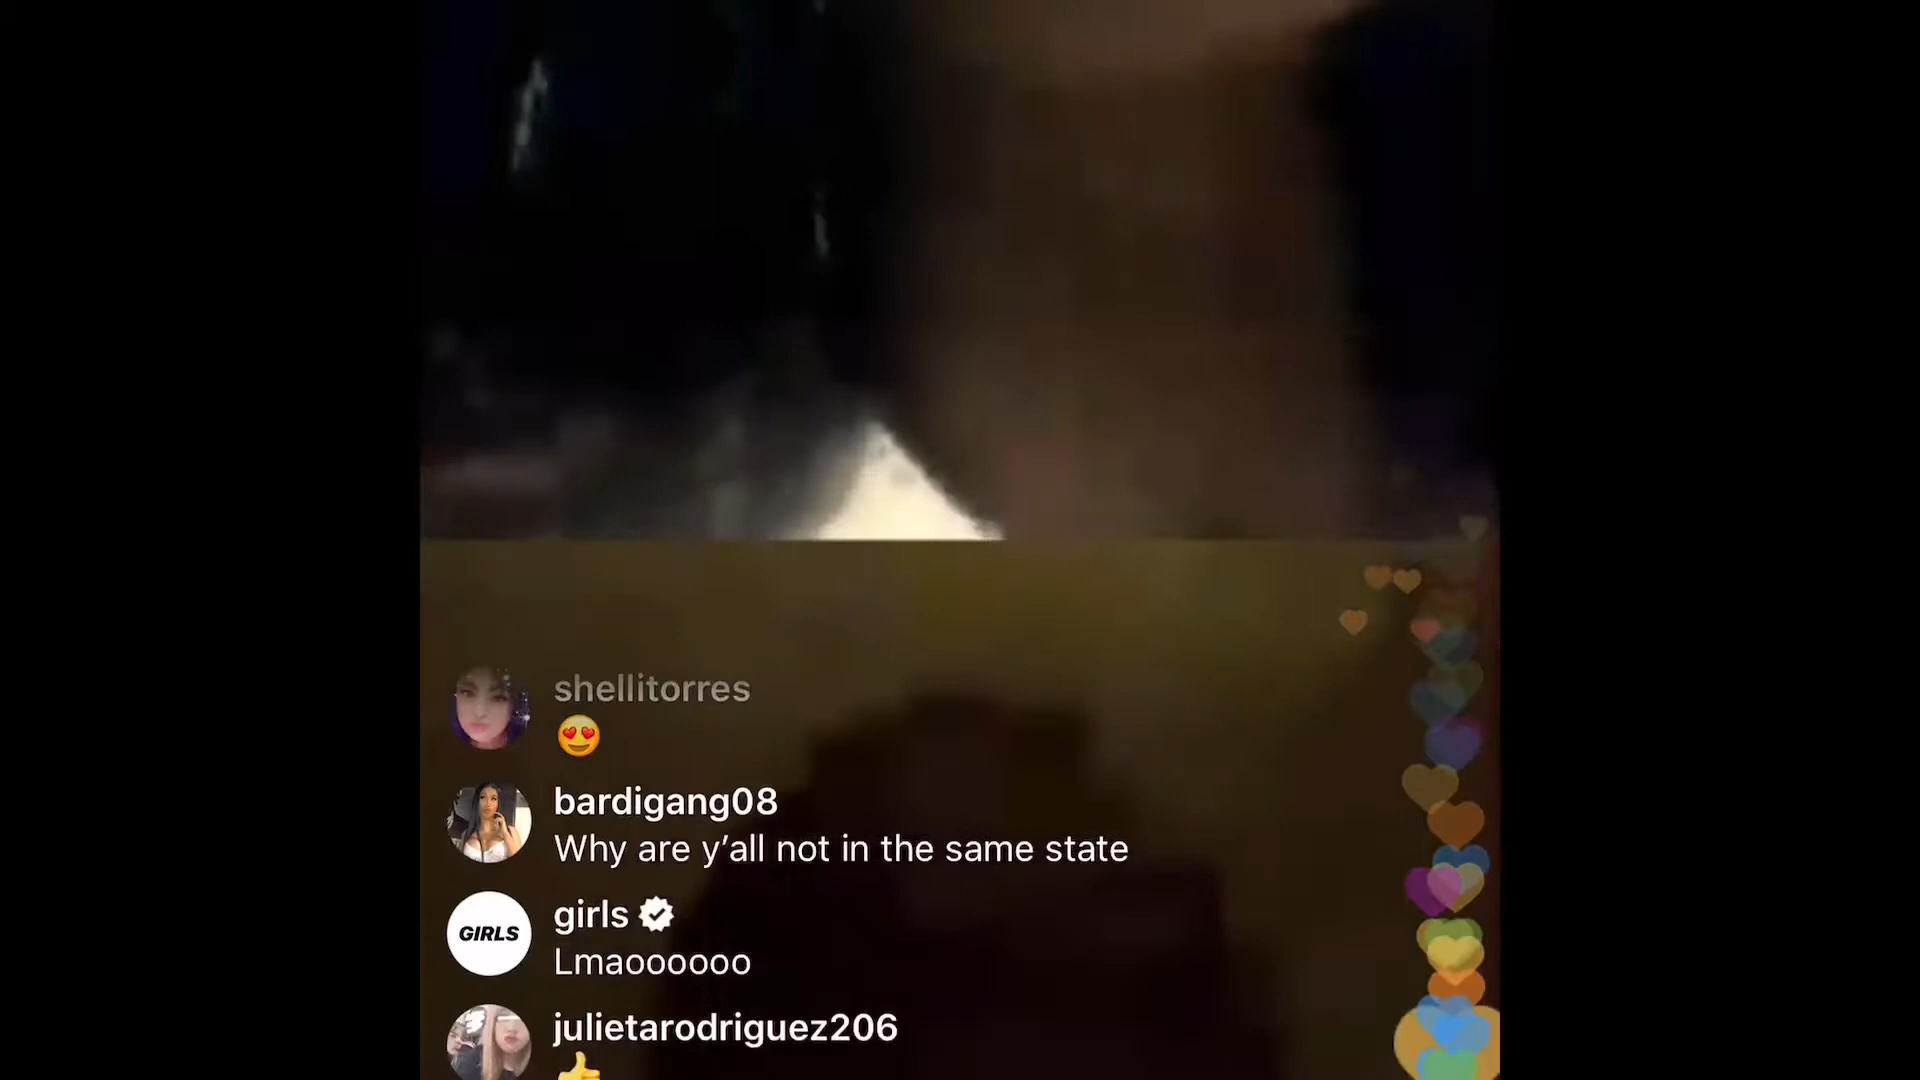 shellitorres
😍
bardigang08
Why are y’all not in the same state
GIRLS
girls
Lmaoooooo
julietarodriguez206
👍